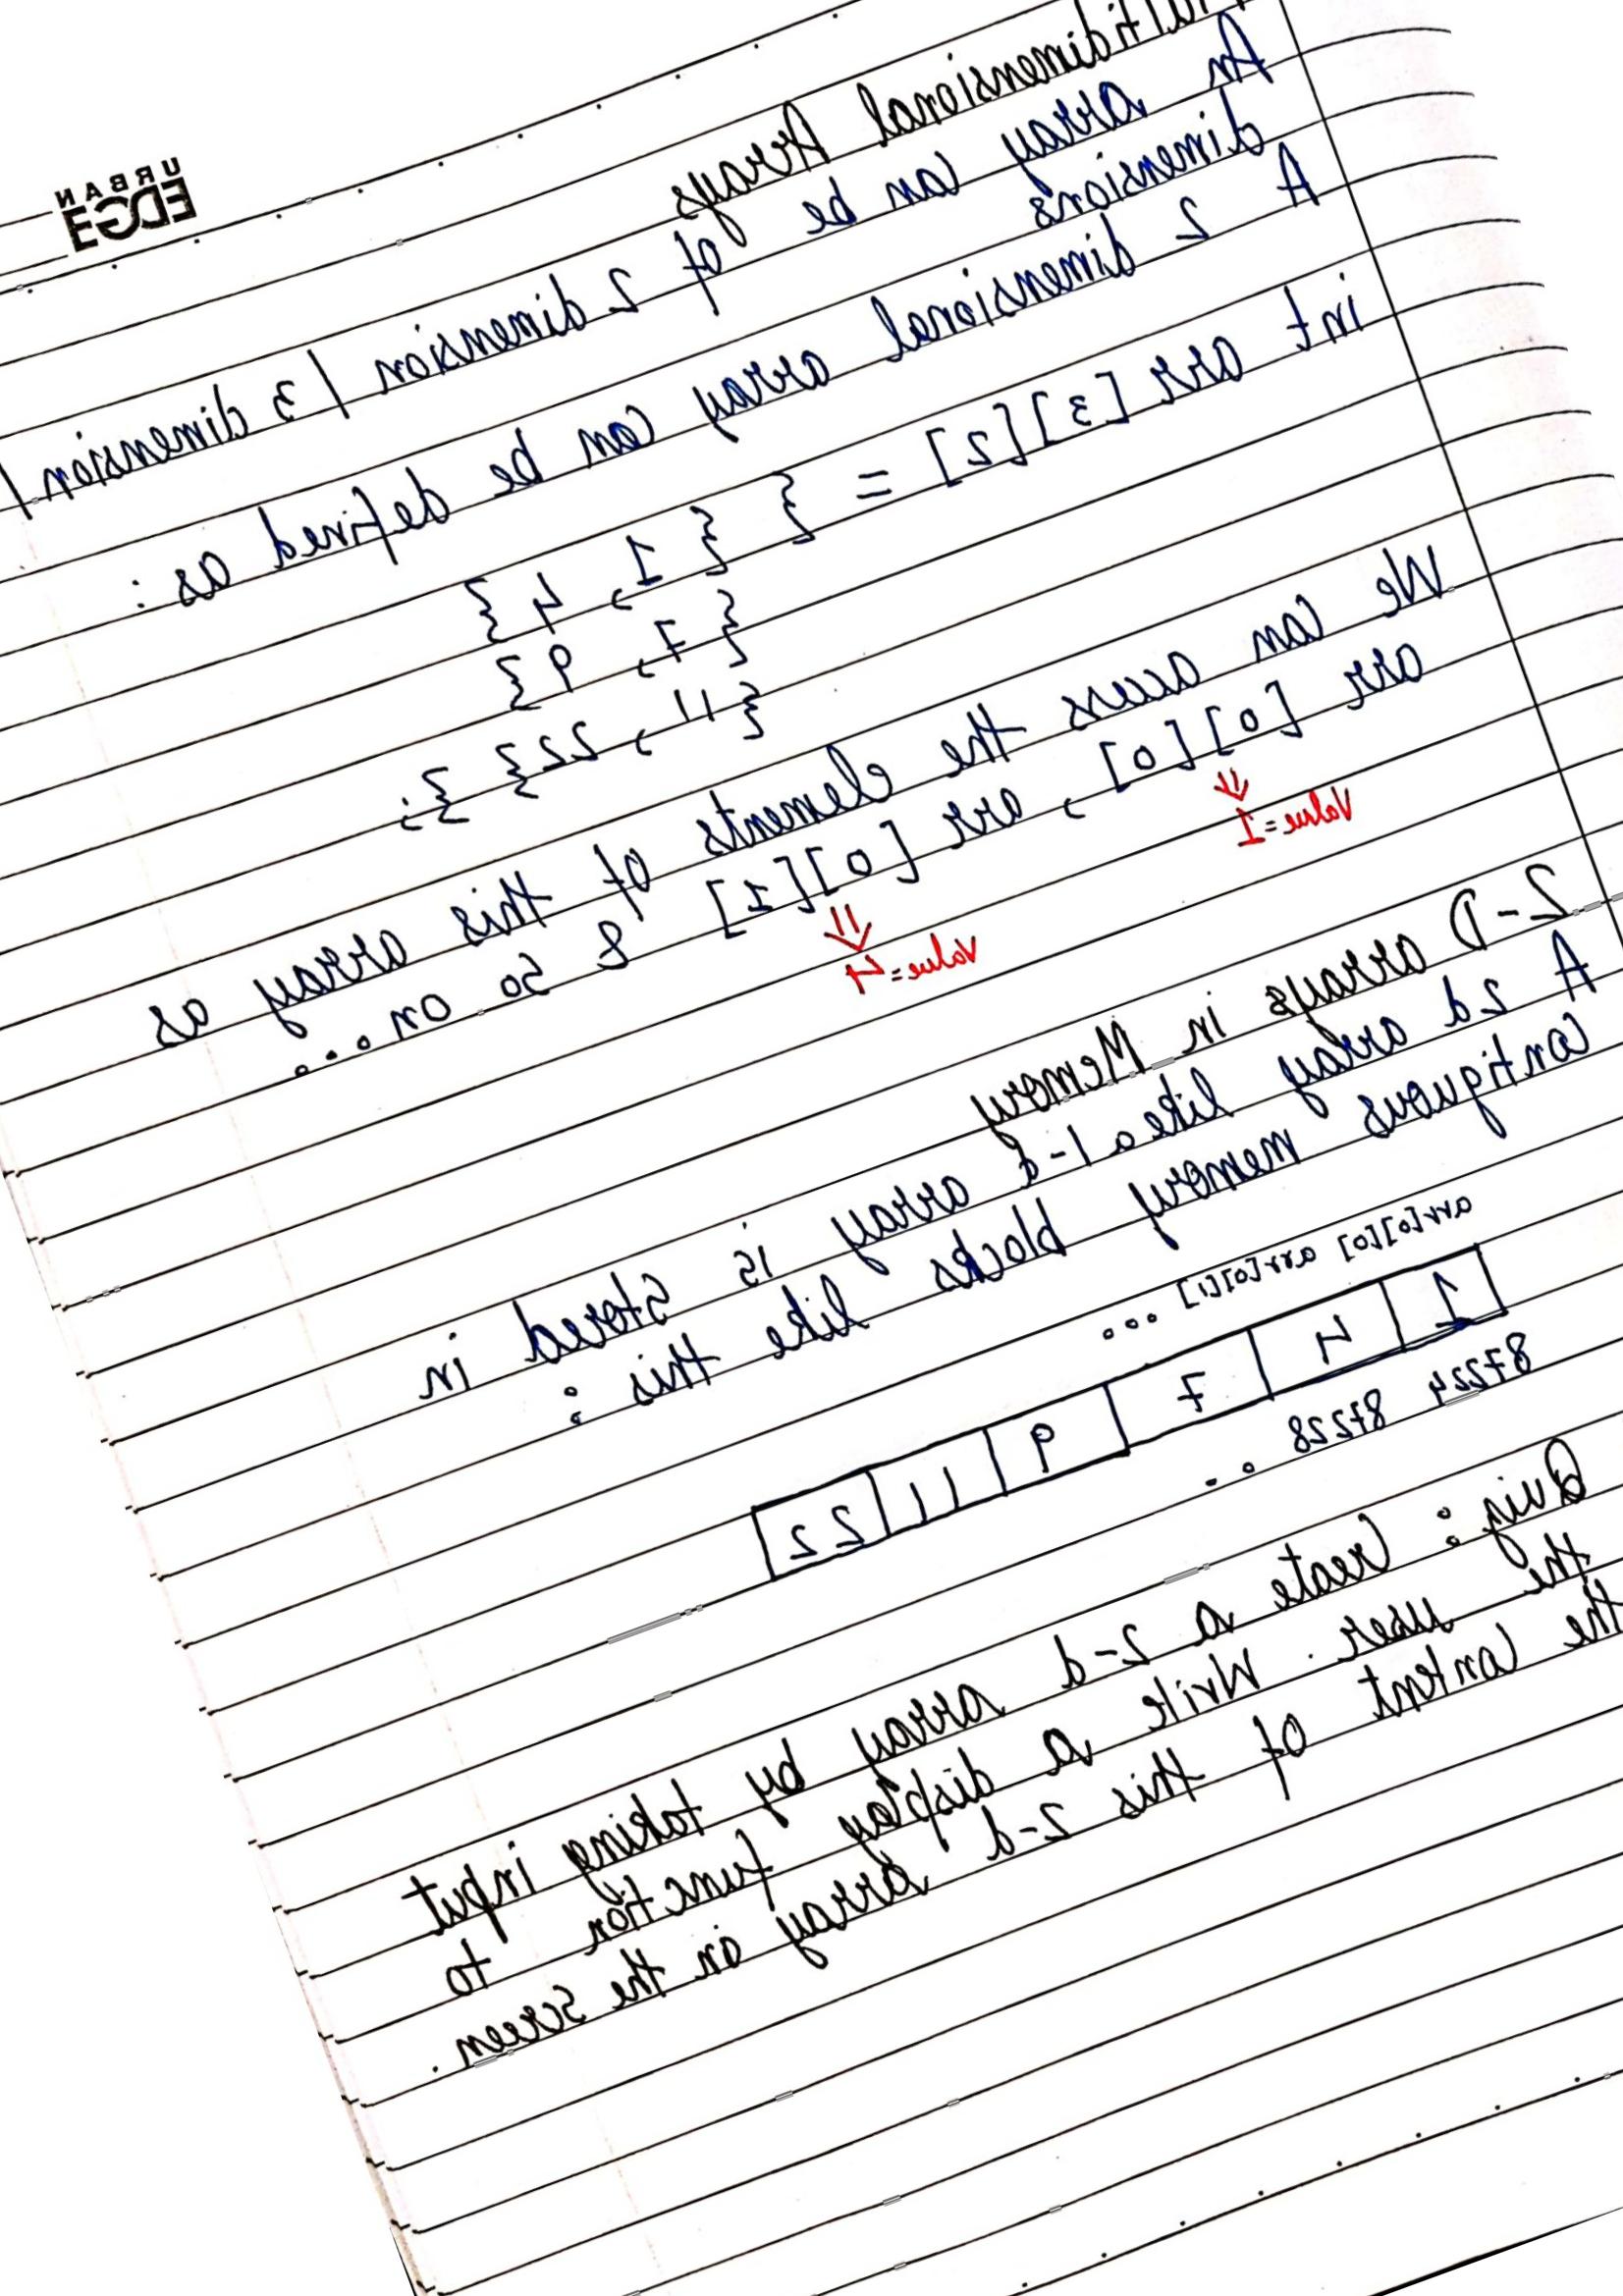 URBAN
EDGE
Multidimensional Arrays
An array can be of 2 dimension / 3 dimension /
dimensions
A 2 dimensional array can be defined as :
int arr [3][2] = { { 1, 4 }
{ 7, 9 }
{ 11, 22 } };
We can access the elements of this array as
arr [0][0], arr [0][1] & so on ...
Value = 1
Value = 4
2-D arrays in Memory
A 2d array like a 1-d array is stored in
contiguous memory blocks like this :
arr[0][0] arr[0][1] ...
1 4 7 9 11 22
87224 87228 ..
Quiz : Create a 2-d array by taking input
the user. Write a display function to
the content of this 2-d array on the screen.